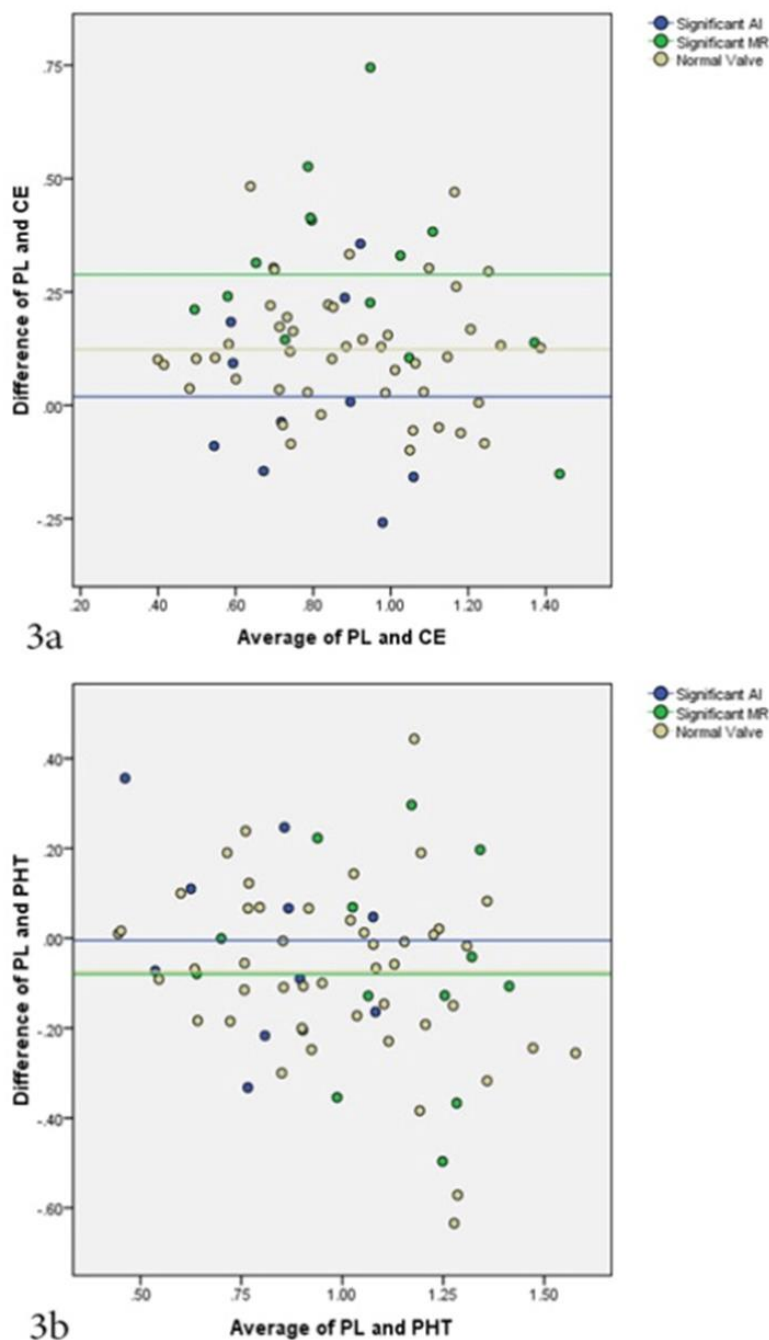 Significant AI
Significant MR
Normal Valve
.75
.50
.25
.00
-.25
Difference of PL and CE
.20 .40 .60 .80 1.00 1.20 1.40
Average of PL and CE
3a
Significant AI
Significant MR
Normal Valve
.40
.20
.00
-.20
-.40
-.60
Difference of PL and PHT
.50 .75 1.00 1.25 1.50
Average of PL and PHT
3b